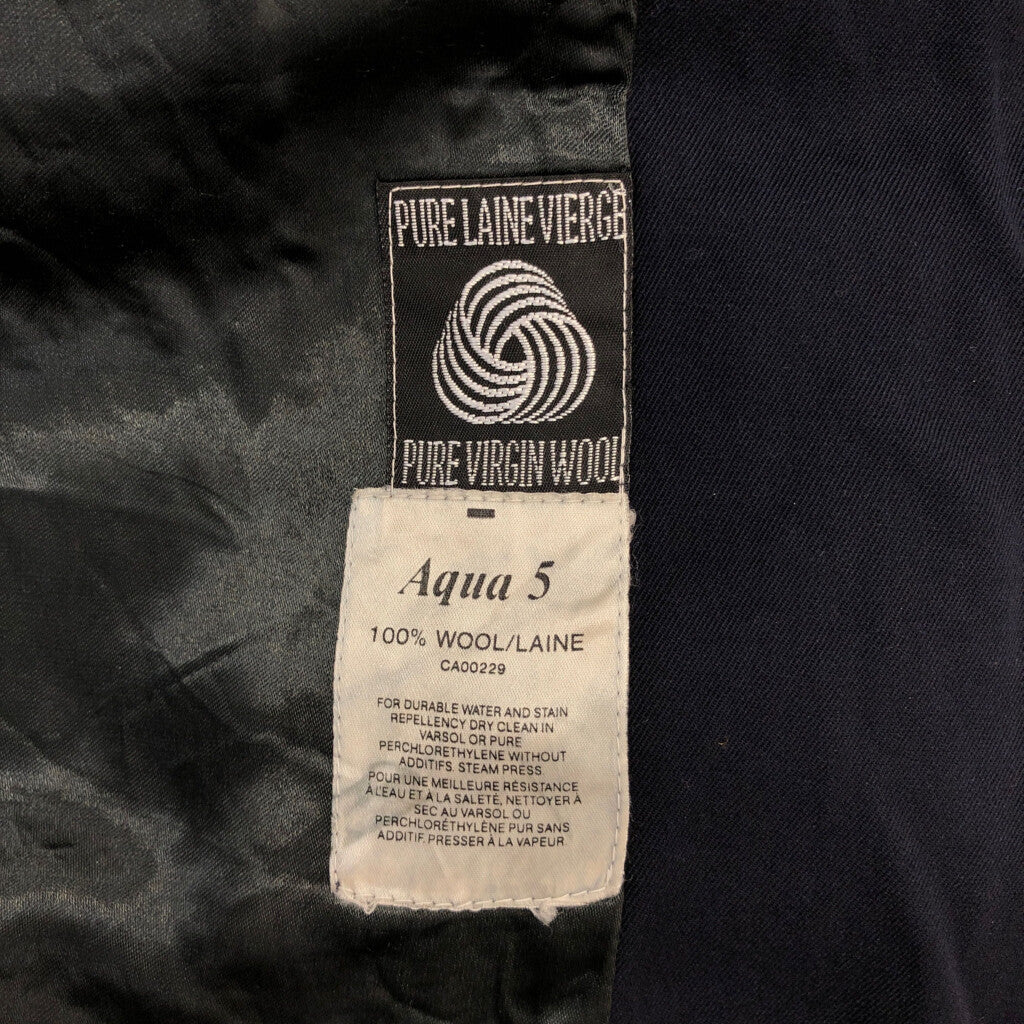 PURE LAINE VIERGE
PURE VIRGIN WOOL
Aqua 5
100% WOOL/LAINE
CA00229
FOR DURABLE WATER AND STAIN
REPELLENCY DRY CLEAN IN
VARSOL OR PURE
PERCHLORETHYLENE WITHOUT
ADDITIFS. STEAM PRESS
POUR UNE MEILLEURE RÉSISTANCE
À L'EAU ET À LA SALETÉ, NETTOYER À
SEC AU VARSOL OU
PERCHLORÉTHYLÈNE PUR SANS
ADDITIF. PRESSER À LA VAPEUR